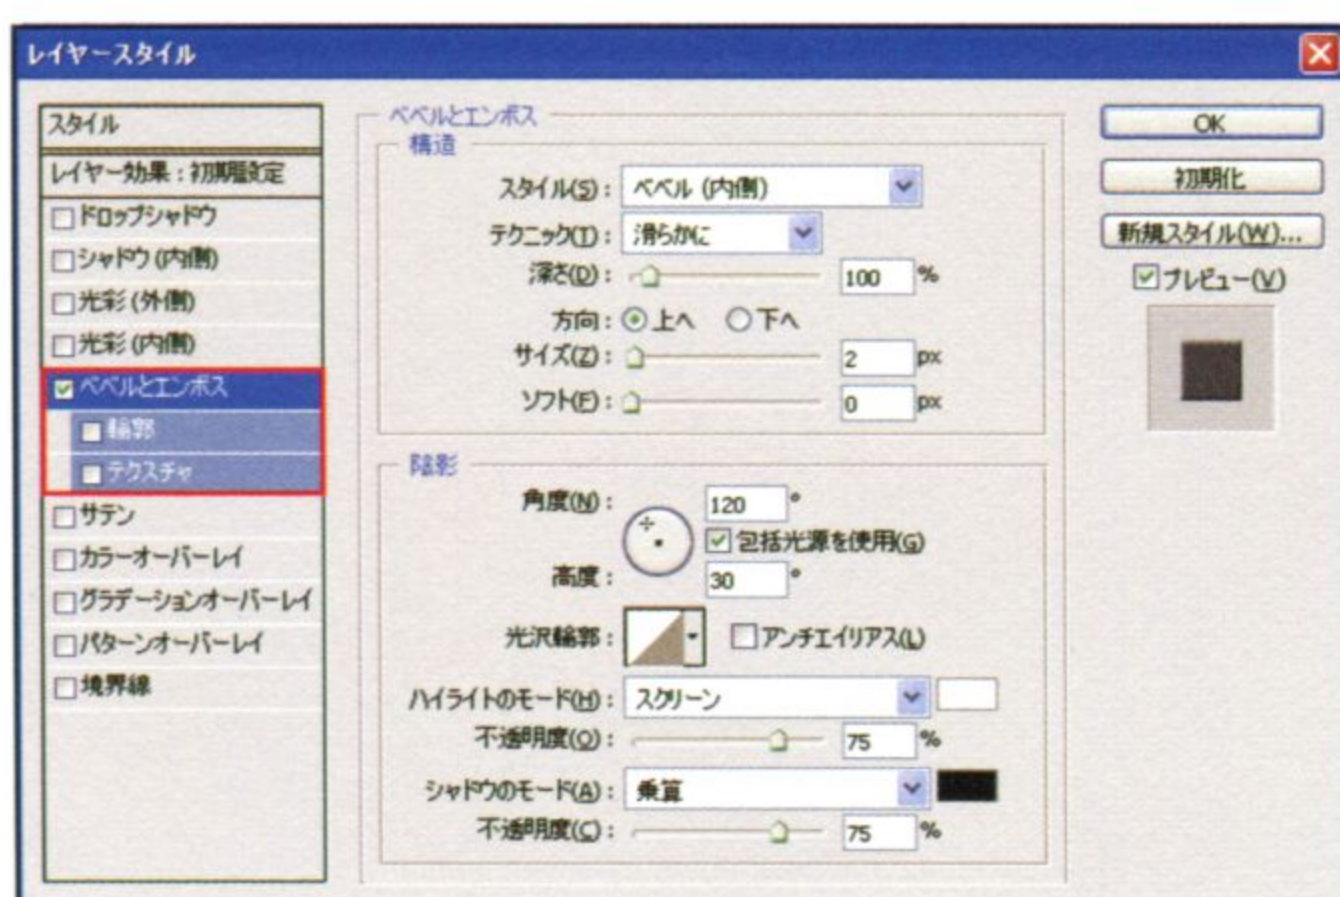 レイヤースタイル
スタイル
レイヤー効果：初期設定
ドロップシャドウ
シャドウ (内側)
光彩 (外側)
光彩 (内側)
ベベルとエンボス
輪郭
テクスチャ
サテン
カラーオーバーレイ
グラデーションオーバーレイ
パターンオーバーレイ
境界線
ベベルとエンボス
構造
スタイル(S)： ベベル (内側)
テクニック(T)： 滑らかに
深さ(D)： 100 %
方向： 上へ 下へ
サイズ(Z)： 2 px
ソフト(F)： 0 px
陰影
角度(N)： 120 °
包括光源を使用(G)
高度： 30 °
光沢輪郭： アンチエイリアス(L)
ハイライトのモード(H)： スクリーン
不透明度(O)： 75 %
シャドウのモード(A)： 乗算
不透明度(C)： 75 %
OK
初期化
新規スタイル(W)...
プレビュー(V)